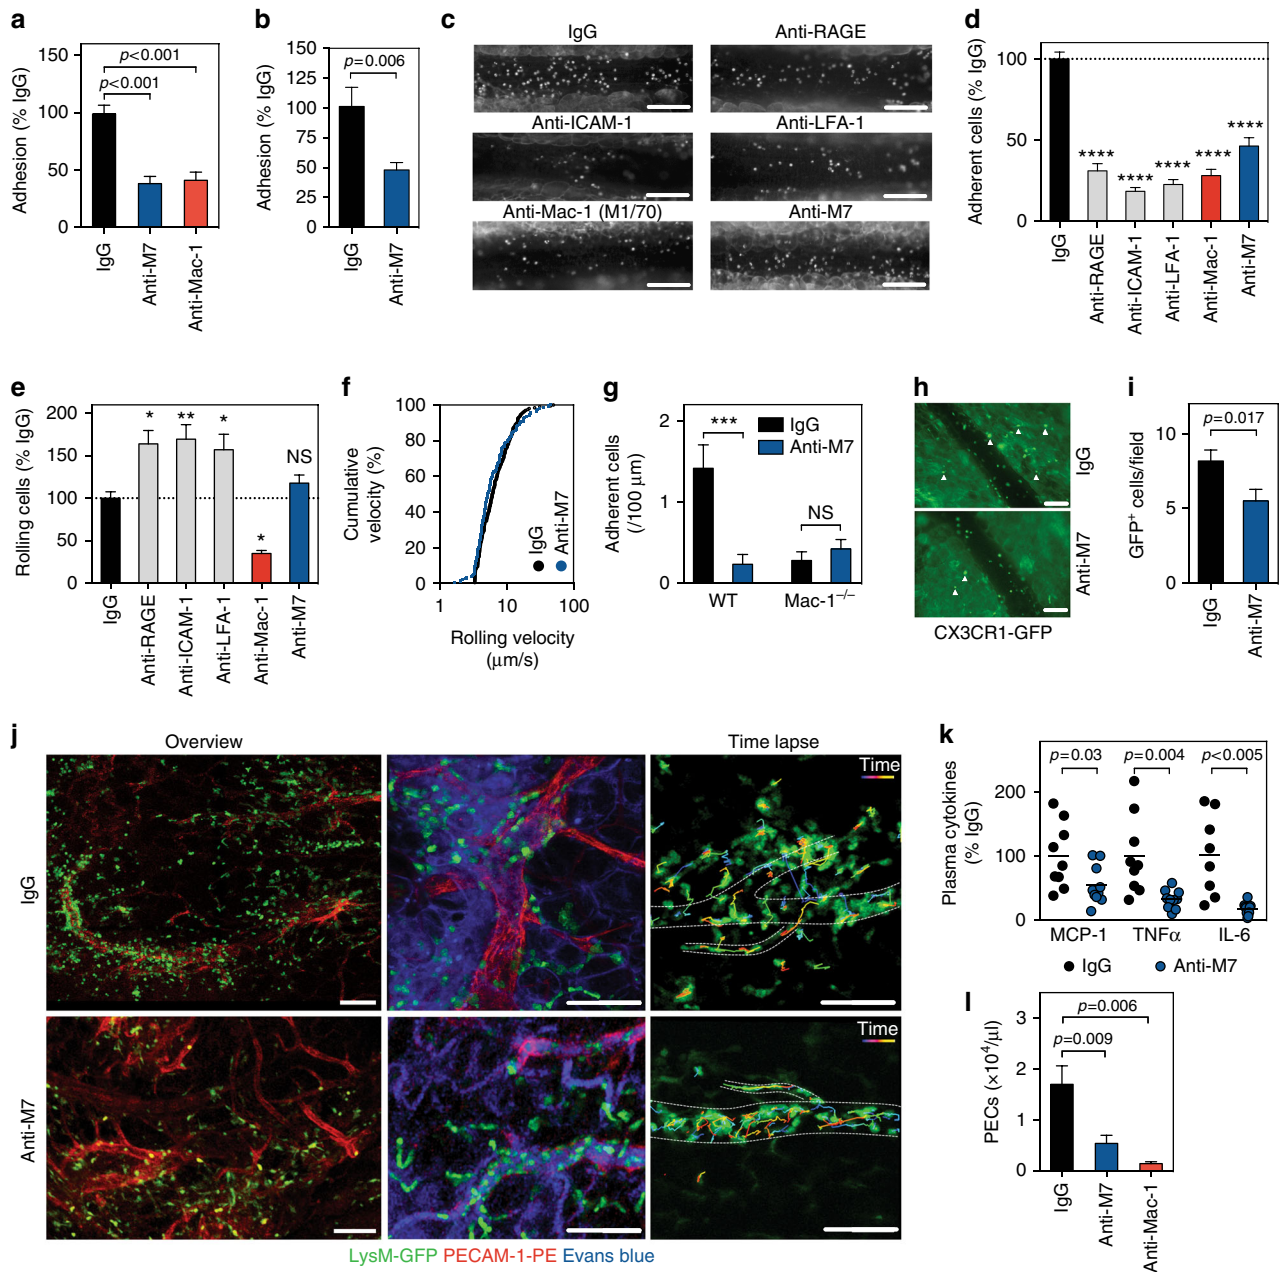 a
Adhesion (% IgG)
150
100
50
0
p<0.001
p<0.001
IgG
Anti-M7
Anti-Mac-1
b
Adhesion (% IgG)
150
125
100
75
50
25
0
p=0.006
IgG
Anti-M7
c
IgG
Anti-RAGE
Anti-ICAM-1
Anti-LFA-1
Anti-Mac-1 (M1/70)
Anti-M7
d
Adherent cells (% IgG)
100
50
0
****
****
****
****
****
IgG
Anti-RAGE
Anti-ICAM-1
Anti-LFA-1
Anti-Mac-1
Anti-M7
e
Rolling cells (% IgG)
200
150
100
50
0
*
**
*
*
NS
IgG
Anti-RAGE
Anti-ICAM-1
Anti-LFA-1
Anti-Mac-1
Anti-M7
f
Cumulative
velocity (%)
100
80
60
40
20
0
IgG
Anti-M7
1
10
100
Rolling velocity
(μm/s)
g
Adherent cells
(/100 μm)
2
1
0
***
IgG
Anti-M7
NS
WT
Mac-1⁻/⁻
h
IgG
Anti-M7
CX3CR1-GFP
i
GFP⁺ cells/field
10
5
0
p=0.017
IgG
Anti-M7
j
Overview
Time lapse
IgG
Time
Anti-M7
Time
LysM-GFP PECAM-1-PE Evans blue
k
Plasma cytokines
(% IgG)
200
100
0
p=0.03
p=0.004
p<0.005
MCP-1
TNFα
IL-6
IgG
Anti-M7
l
PECs (×10⁴/μl)
3
2
1
0
p=0.006
p=0.009
IgG
Anti-M7
Anti-Mac-1